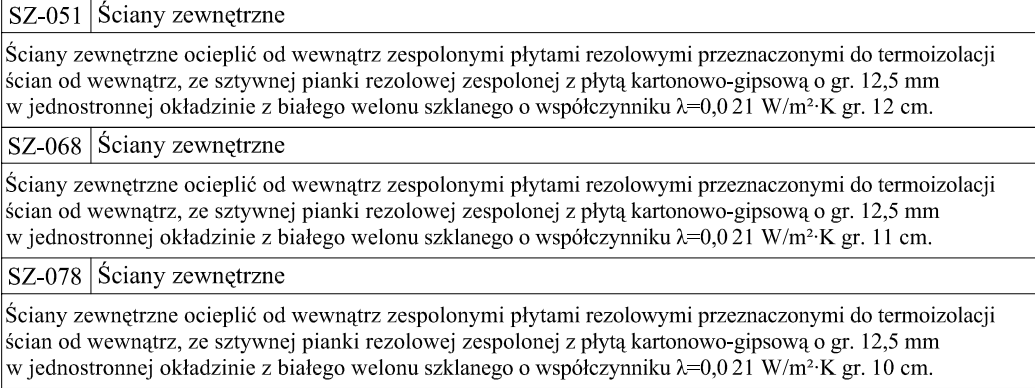 SZ-051 Ściany zewnętrzne
Ściany zewnętrzne ocieplić od wewnątrz zespolonymi płytami rezolowymi przeznaczonymi do termoizolacji
ścian od wewnątrz, ze sztywnej pianki rezolowej zespolonej z płytą kartonowo-gipsową o gr. 12,5 mm
w jednostronnej okładzinie z białego welonu szklanego o współczynniku λ=0,0 21 W/m²·K gr. 12 cm.
SZ-068 Ściany zewnętrzne
Ściany zewnętrzne ocieplić od wewnątrz zespolonymi płytami rezolowymi przeznaczonymi do termoizolacji
ścian od wewnątrz, ze sztywnej pianki rezolowej zespolonej z płytą kartonowo-gipsową o gr. 12,5 mm
w jednostronnej okładzinie z białego welonu szklanego o współczynniku λ=0,0 21 W/m²·K gr. 11 cm.
SZ-078 Ściany zewnętrzne
Ściany zewnętrzne ocieplić od wewnątrz zespolonymi płytami rezolowymi przeznaczonymi do termoizolacji
ścian od wewnątrz, ze sztywnej pianki rezolowej zespolonej z płytą kartonowo-gipsową o gr. 12,5 mm
w jednostronnej okładzinie z białego welonu szklanego o współczynniku λ=0,0 21 W/m²·K gr. 10 cm.